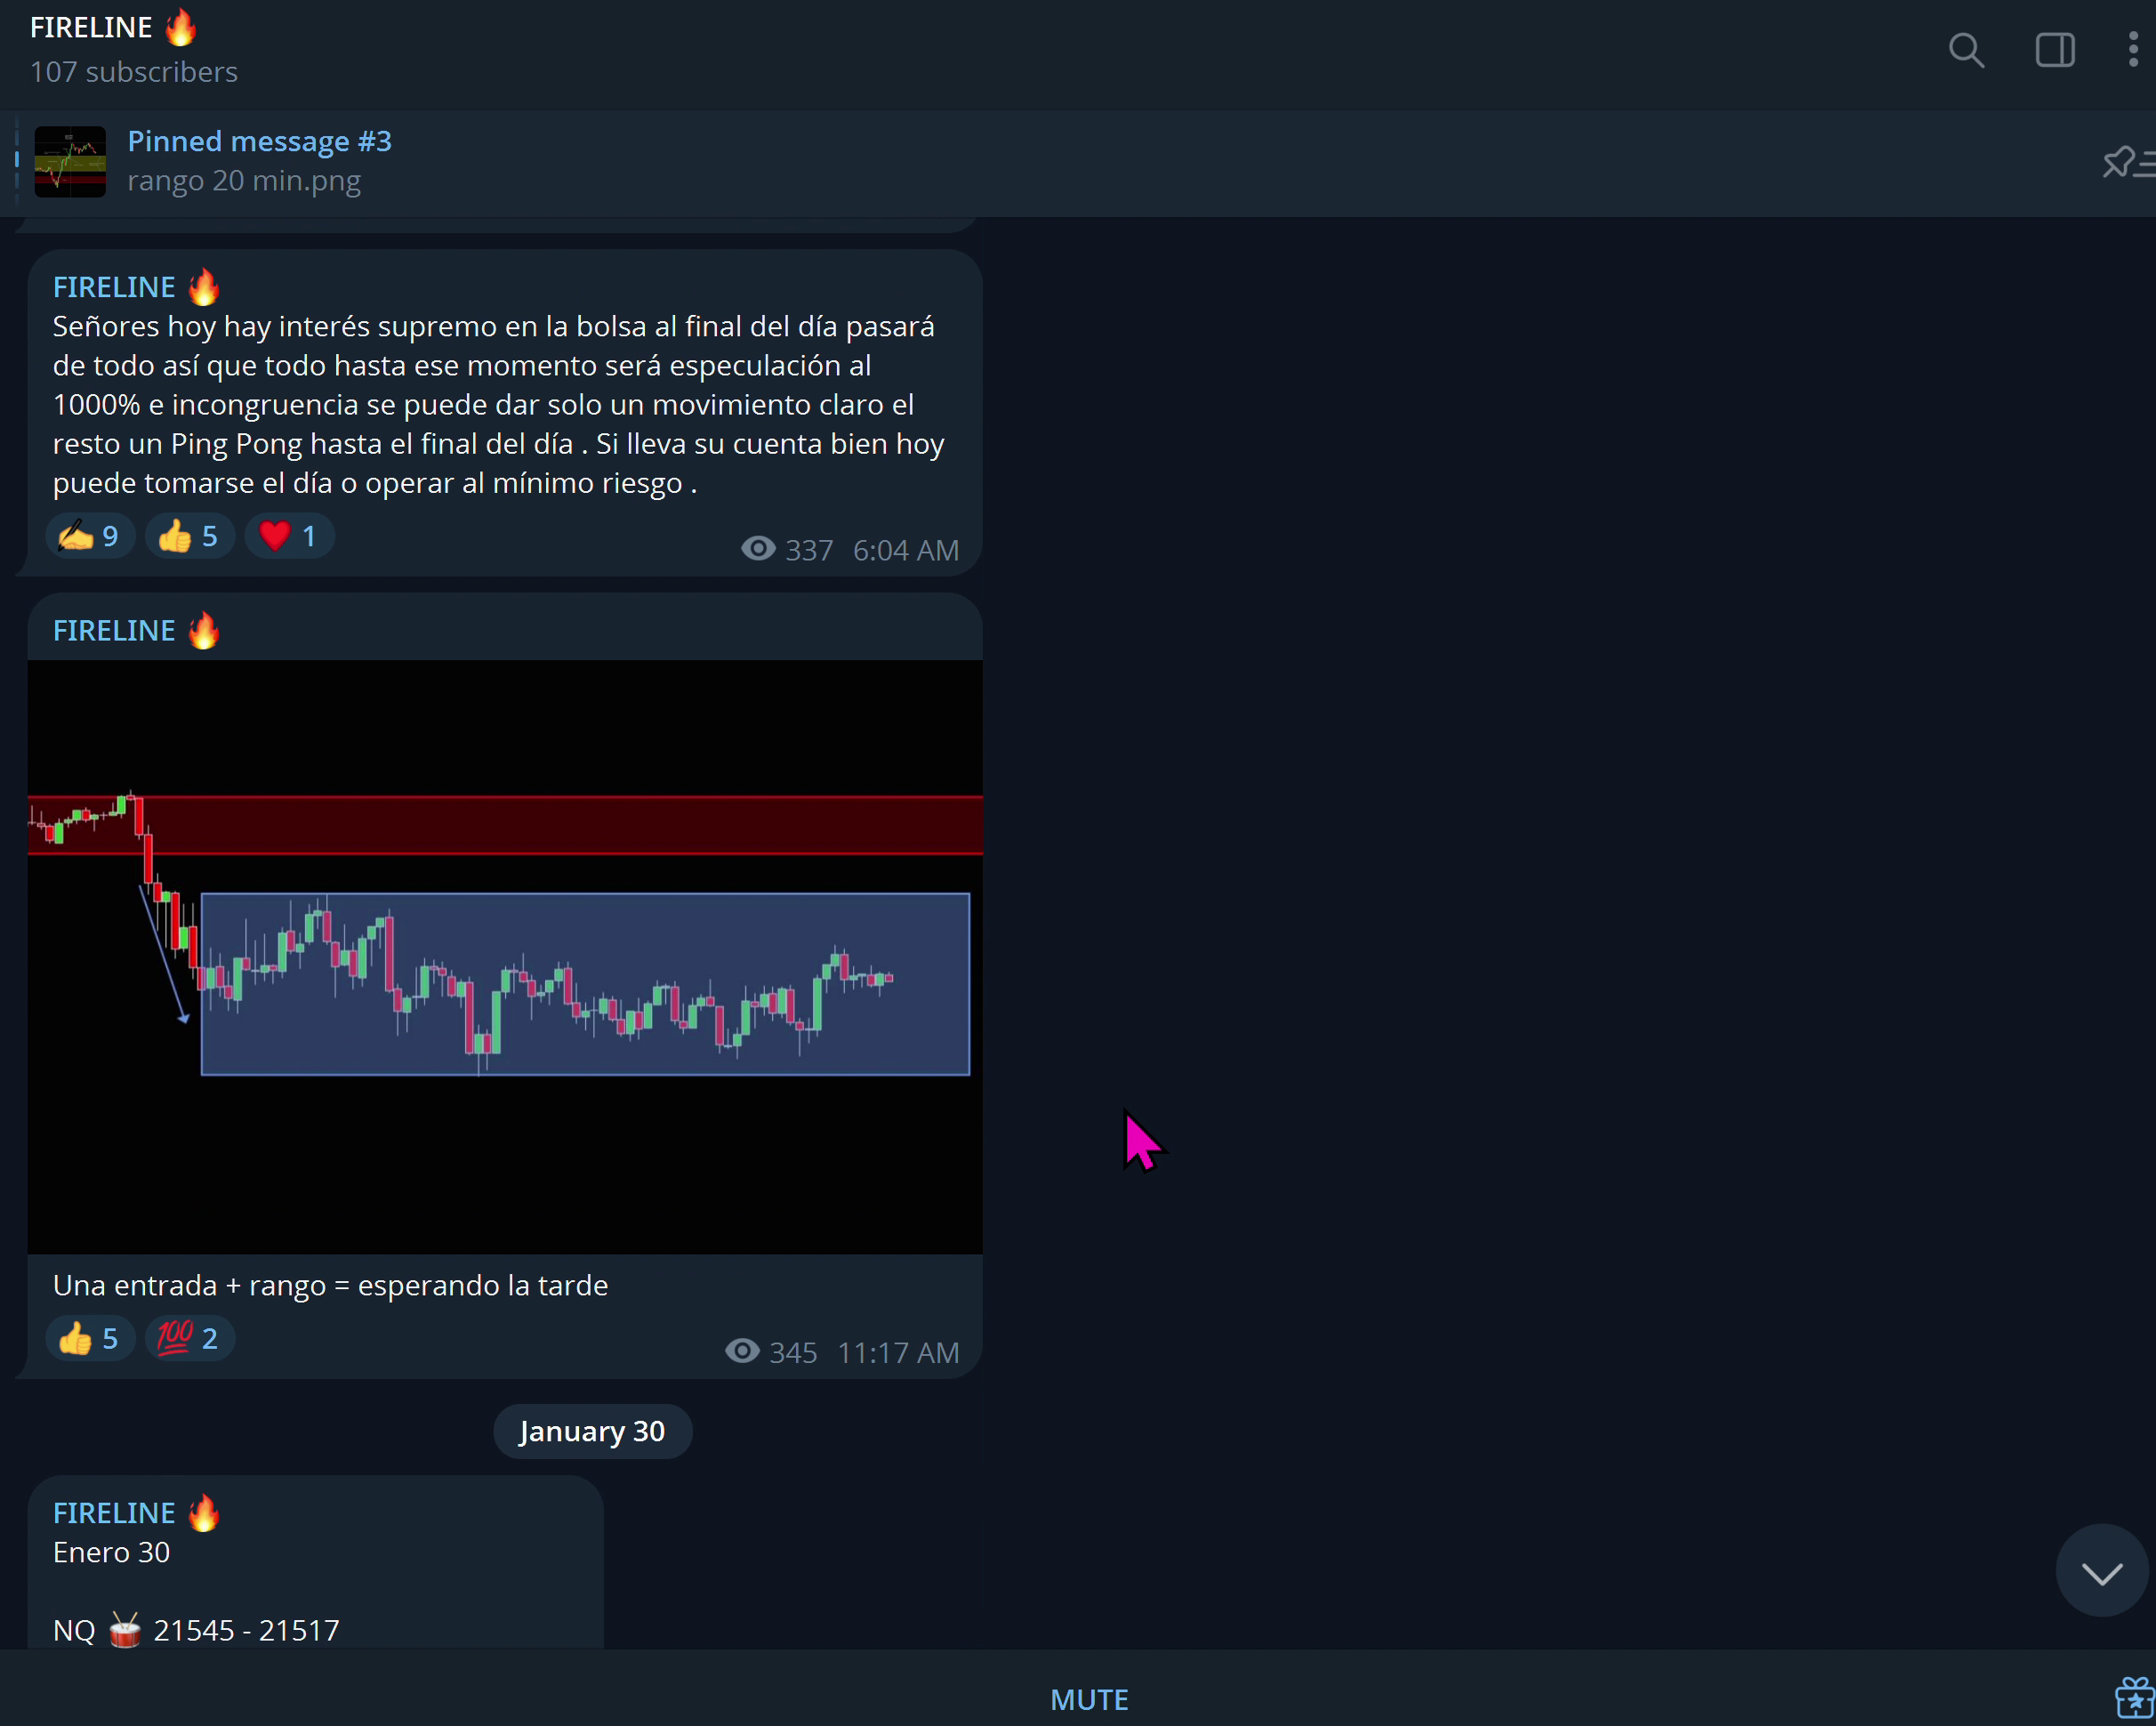 FIRELINE 🔥
107 subscribers
Pinned message #3
rango 20 min.png
FIRELINE 🔥
Señores hoy hay interés supremo en la bolsa al final del día pasará
de todo así que todo hasta ese momento será especulación al
1000% e incongruencia se puede dar solo un movimiento claro el
resto un Ping Pong hasta el final del día . Si lleva su cuenta bien hoy
puede tomarse el día o operar al mínimo riesgo .
✍️ 9 👍 5 ❤️ 1 337 6:04 AM
FIRELINE 🔥
Una entrada + rango = esperando la tarde
👍 5 💯 2 345 11:17 AM
January 30
FIRELINE 🔥
Enero 30
NQ 🥁 21545 - 21517
MUTE